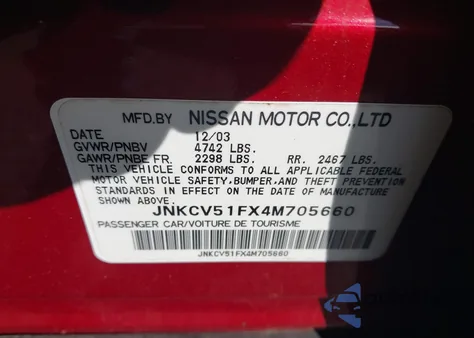 MFD.BY NISSAN MOTOR CO.,LTD
DATE 12/03
GVWR/PNBV 4742 LBS.
GAWR/PNBE FR. 2298 LBS. RR. 2467 LBS.
THIS VEHICLE CONFORMS TO ALL APPLICABLE FEDERAL
MOTOR VEHICLE SAFETY,BUMPER,AND THEFT PREVENTION
STANDARDS IN EFFECT ON THE DATE OF MANUFACTURE
SHOWN ABOVE.
JNKCV51FX4M705660
PASSENGER CAR/VOITURE DE TOURISME
JNKCV51FX4M705660